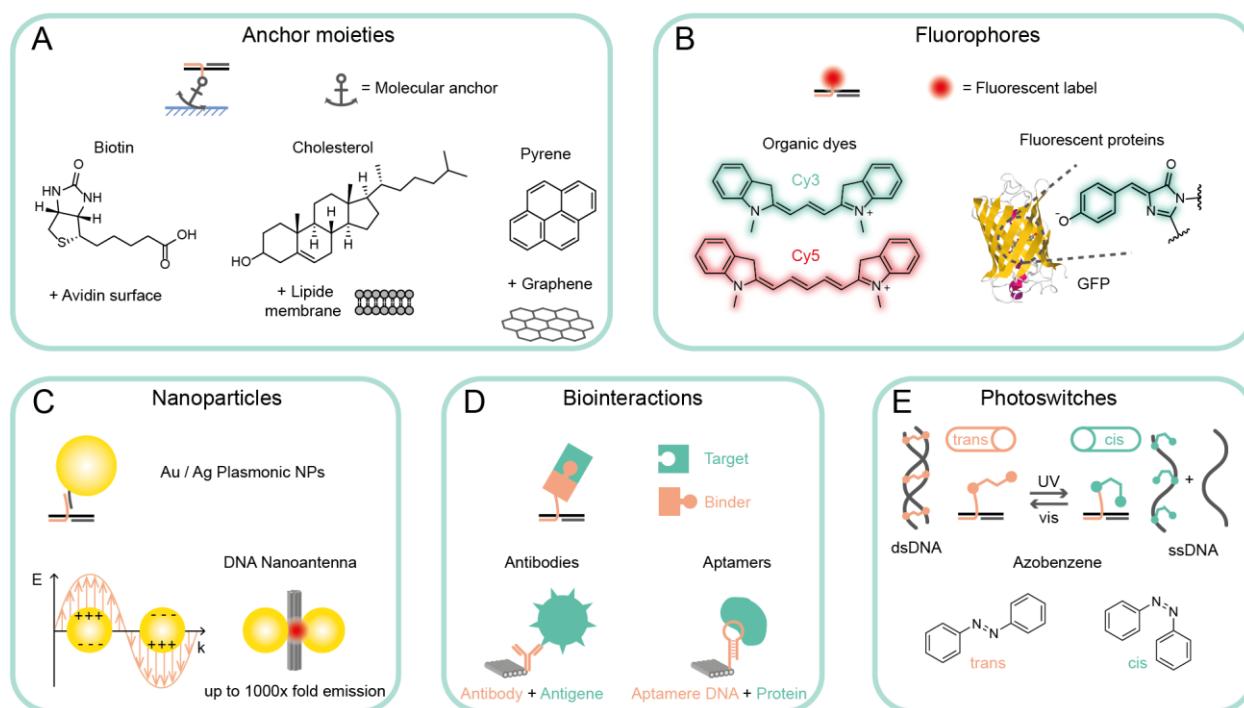 A
Anchor moieties
= Molecular anchor
Biotin
Cholesterol
Pyrene
O
HN
NH
H
H
S
OH
O
H
H
H
HO
+ Avidin surface
+ Lipide
membrane
+ Graphene
B
Fluorophores
= Fluorescent label
Organic dyes
Fluorescent proteins
Cy3
N
N
+
Cy5
N
N
+
O
N
N
-
O
GFP
C
Nanoparticles
Au / Ag Plasmonic NPs
DNA Nanoantenna
E
+++
- - -
- - -
+++
k
up to 1000x fold emission
D
Biointeractions
Target
Binder
Antibodies
Aptamers
Antibody + Antigene
Aptamere DNA + Protein
E
Photoswitches
trans
cis
UV
vis
+
dsDNA
ssDNA
Azobenzene
N
N
N
N
trans
cis